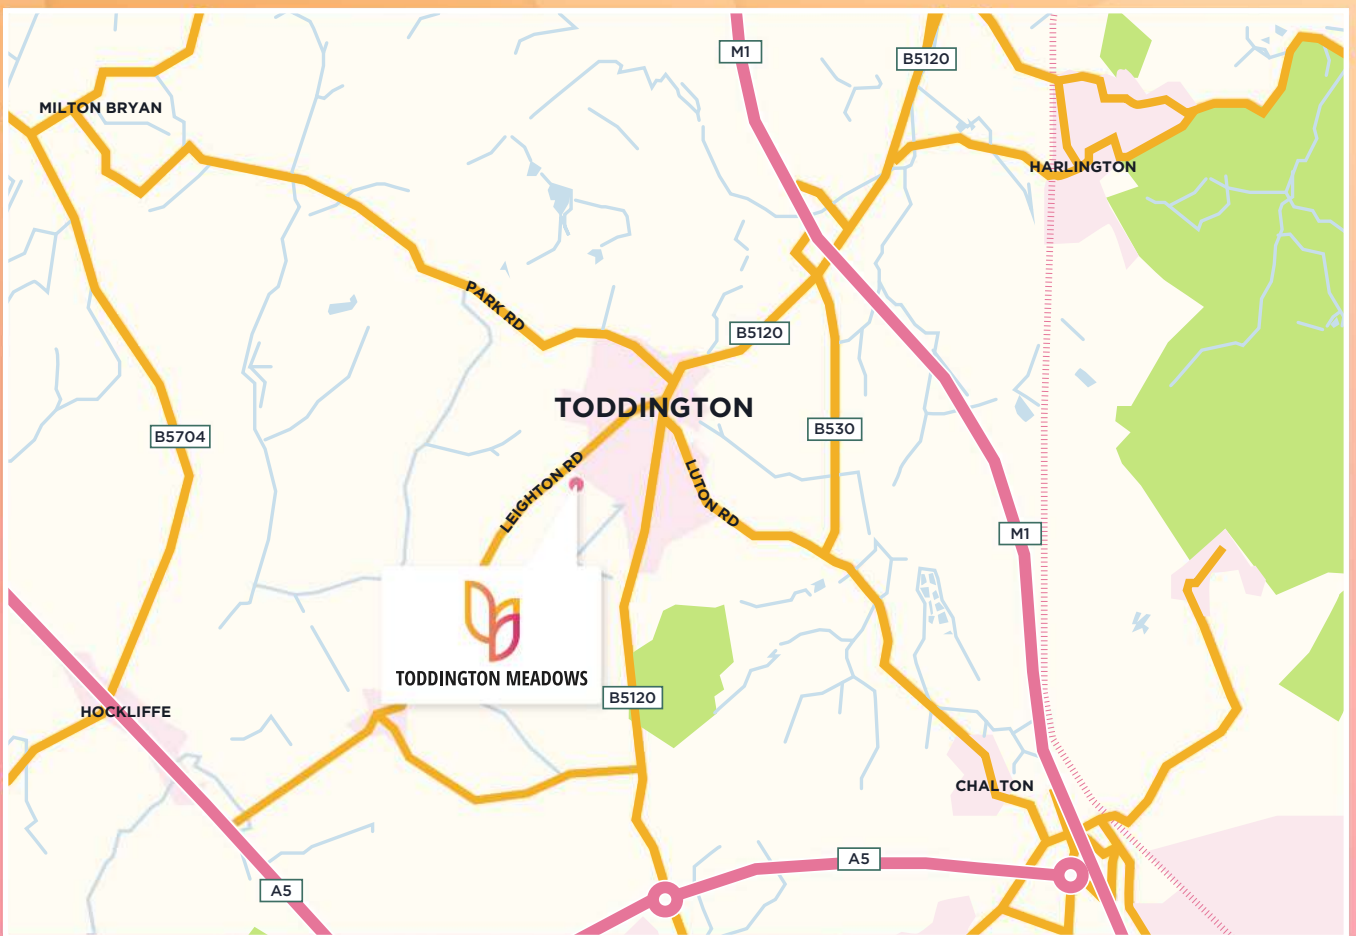 M1
B5120
MILTON BRYAN
HARLINGTON
PARK RD
B5120
TODDINGTON
B530
B5704
LEIGHTON RD
LUTON RD
M1
TODDINGTON MEADOWS
B5120
HOCKLIFFE
CHALTON
A5
A5